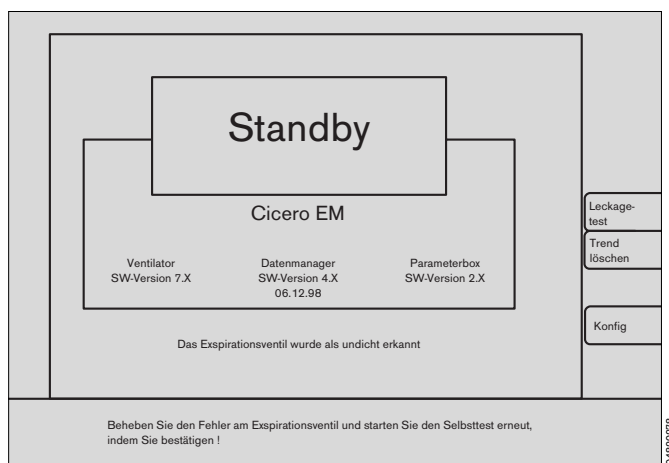 Standby
Cicero EM
Ventilator
SW-Version 7.X
Datenmanager
SW-Version 4.X
06.12.98
Parameterbox
SW-Version 2.X
Das Exspirationsventil wurde als undicht erkannt
Leckage-
test
Trend
löschen
Konfig
Beheben Sie den Fehler am Exspirationsventil und starten Sie den Selbsttest erneut,
indem Sie bestätigen !